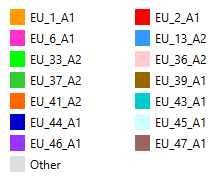 EU_1_A1 EU_2_A1
EU_6_A1 EU_13_A2
EU_33_A2 EU_36_A2
EU_37_A2 EU_39_A1
EU_41_A2 EU_43_A1
EU_44_A1 EU_45_A1
EU_46_A1 EU_47_A1
Other